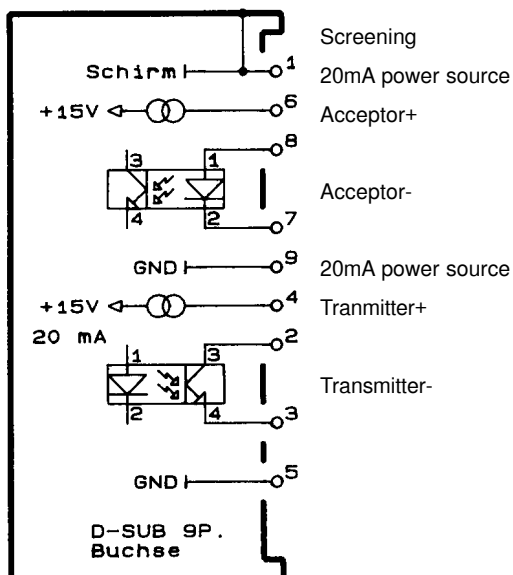 Screening
Schirm 1 20mA power source
+15V 6 Acceptor+
8
3 1
Acceptor-
4 2
7
GND 9 20mA power source
+15V 4 Tranmitter+
20 mA 2
1 3
Transmitter-
2 4
3
GND 5
D-SUB 9P.
Buchse